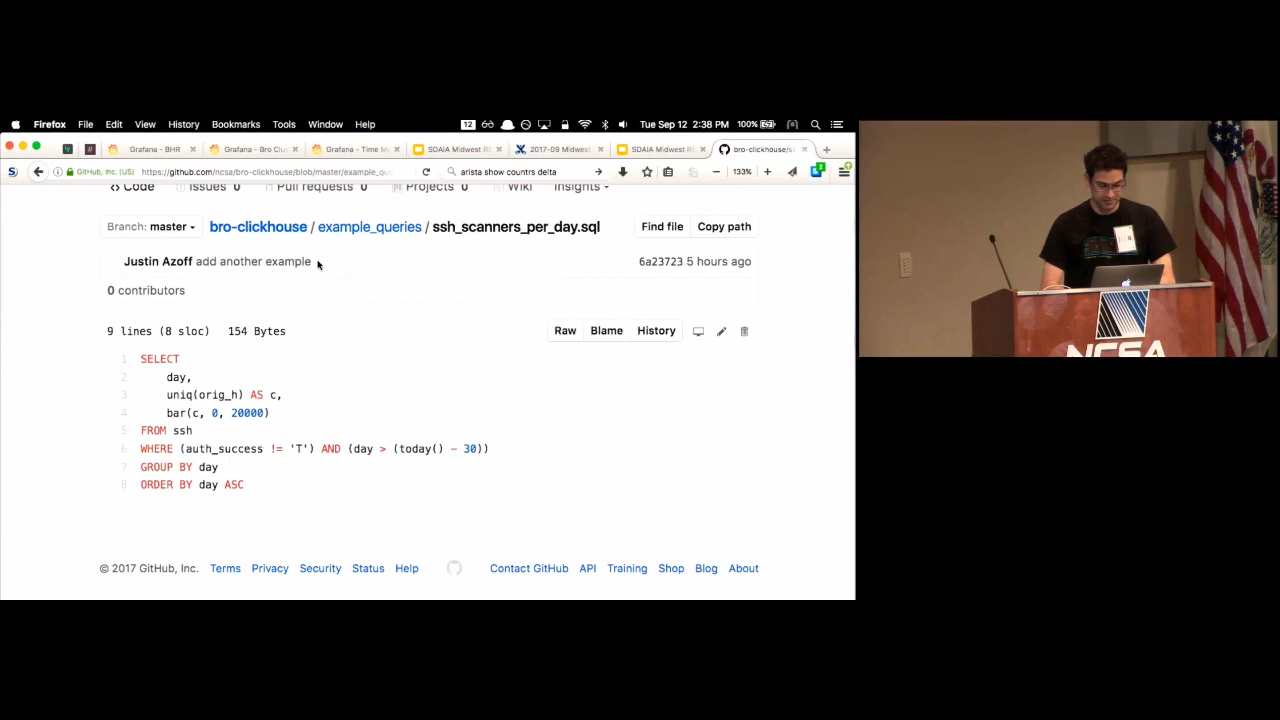 Firefox File Edit View History Bookmarks Tools Window Help 12 Tue Sep 12 2:38 PM 100%
Grafana - BHR Grafana - Bro Clu Grafana - Time M SDAIA Midwest R 2017-09 Midwest SDAIA Midwest R bro-clickhouse/s
GitHub, Inc. (US) https://github.com/ncsa/bro-clickhouse/blob/master/example_qu arista show countrs delta 133%
Code Issues 0 Pull requests 0 Projects 0 Wiki Insights
Branch: master bro-clickhouse / example_queries / ssh_scanners_per_day.sql Find file Copy path
Justin Azoff add another example 6a23723 5 hours ago
0 contributors
9 lines (8 sloc) 154 Bytes Raw Blame History
1 SELECT
2 day,
3 uniq(orig_h) AS c,
4 bar(c, 0, 20000)
5 FROM ssh
6 WHERE (auth_success != 'T') AND (day > (today() - 30))
7 GROUP BY day
8 ORDER BY day ASC
© 2017 GitHub, Inc. Terms Privacy Security Status Help Contact GitHub API Training Shop Blog About
NCSA